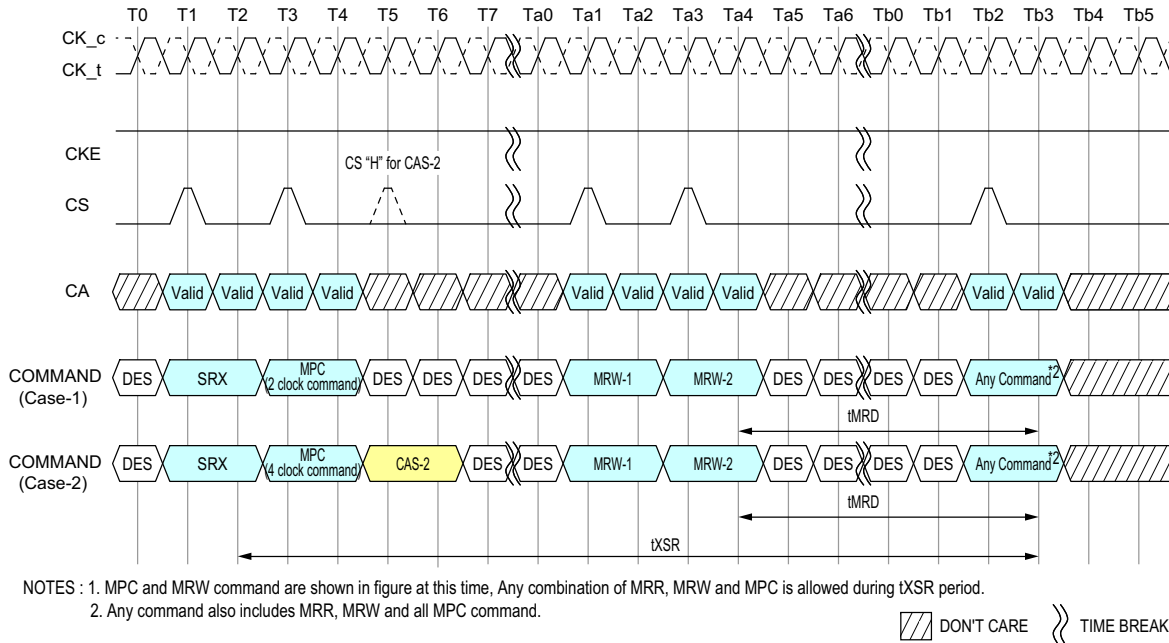 T0 T1 T2 T3 T4 T5 T6 T7 Ta0 Ta1 Ta2 Ta3 Ta4 Ta5 Ta6 Tb0 Tb1 Tb2 Tb3 Tb4 Tb5
CK_c
CK_t
CKE
CS "H" for CAS-2
CS
CA Valid Valid Valid Valid Valid Valid Valid Valid Valid Valid
COMMAND (Case-1) DES SRX MPC (2 clock command) DES DES DES DES MRW-1 MRW-2 DES DES DES DES Any Command*2
tMRD
COMMAND (Case-2) DES SRX MPC (4 clock command) CAS-2 DES DES MRW-1 MRW-2 DES DES DES DES Any Command*2
tMRD
tXSR
NOTES : 1. MPC and MRW command are shown in figure at this time, Any combination of MRR, MRW and MPC is allowed during tXSR period.
2. Any command also includes MRR, MRW and all MPC command.
DON'T CARE TIME BREAK